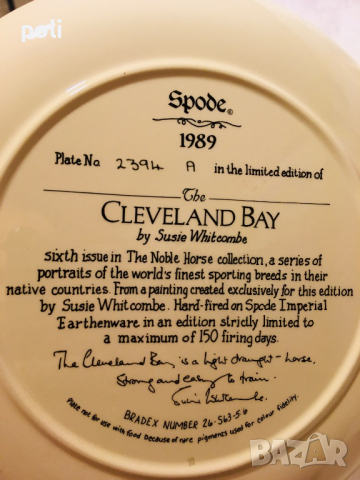 peti
Spode©
1989
Plate No 2394 A in the limited edition of
The
CLEVELAND BAY
by Susie Whitcombe
sixth issue in The Noble Horse collection, a series of
portraits of the world's finest sporting breeds in their
native countries. From a painting created exclusively for this edition
by Susie Whitcombe. Hard-fired on Spode Imperial
Earthenware in an edition strictly limited to
a maximum of 150 firing days.
The Cleveland Bay is a light draught-horse.
Strong and easy to train.
Susie Whitcombe.
BRADEX NUMBER 26-S63-5·6
Plate not for use with food because of rare pigments used for colour fidelity.
BAZAR